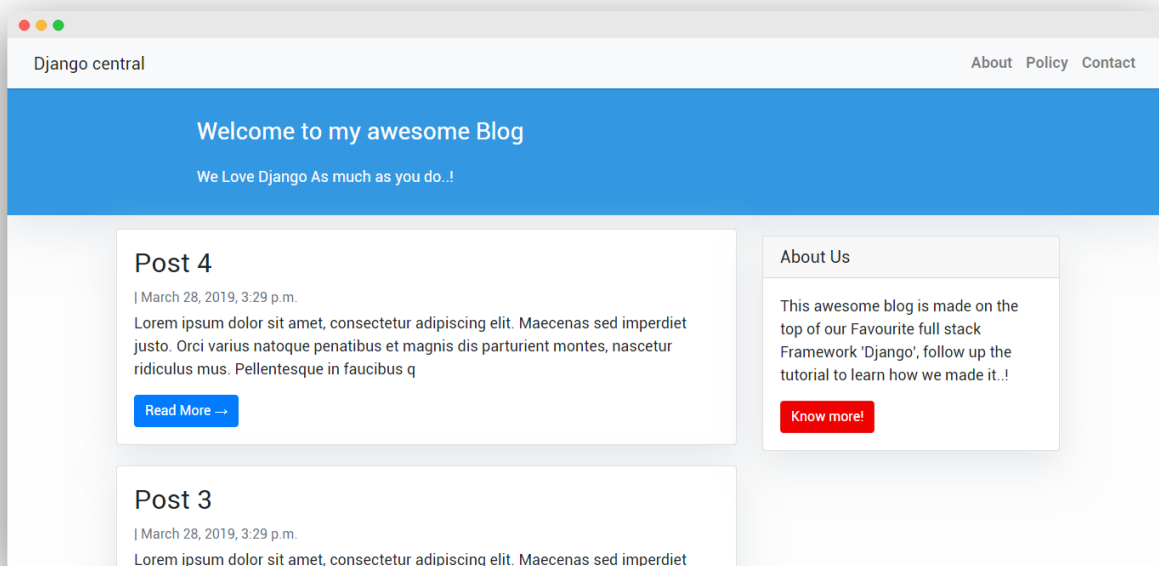 Django central
About Policy Contact
Welcome to my awesome Blog
We Love Django As much as you do..!
Post 4
| March 28, 2019, 3:29 p.m.
Lorem ipsum dolor sit amet, consectetur adipiscing elit. Maecenas sed imperdiet
justo. Orci varius natoque penatibus et magnis dis parturient montes, nascetur
ridiculus mus. Pellentesque in faucibus q
Read More →
Post 3
| March 28, 2019, 3:29 p.m.
Lorem ipsum dolor sit amet, consectetur adipiscing elit. Maecenas sed imperdiet
About Us
This awesome blog is made on the
top of our Favourite full stack
Framework 'Django', follow up the
tutorial to learn how we made it..!
Know more!